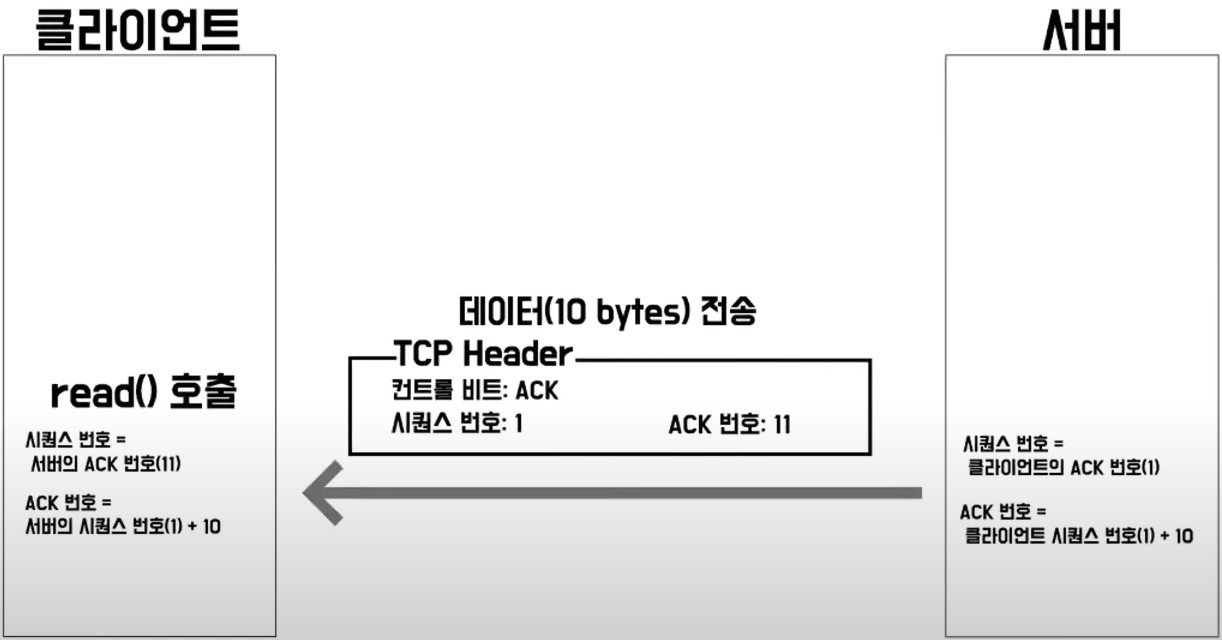 클라이언트
서버
데이터(10 bytes) 전송
TCP Header
컨트롤 비트: ACK
시퀀스 번호: 1
ACK 번호: 11
read() 호출
시퀀스 번호 =
서버의 ACK 번호(11)
ACK 번호 =
서버의 시퀀스 번호(1) + 10
시퀀스 번호 =
클라이언트의 ACK 번호(1)
ACK 번호 =
클라이언트 시퀀스 번호(1) + 10